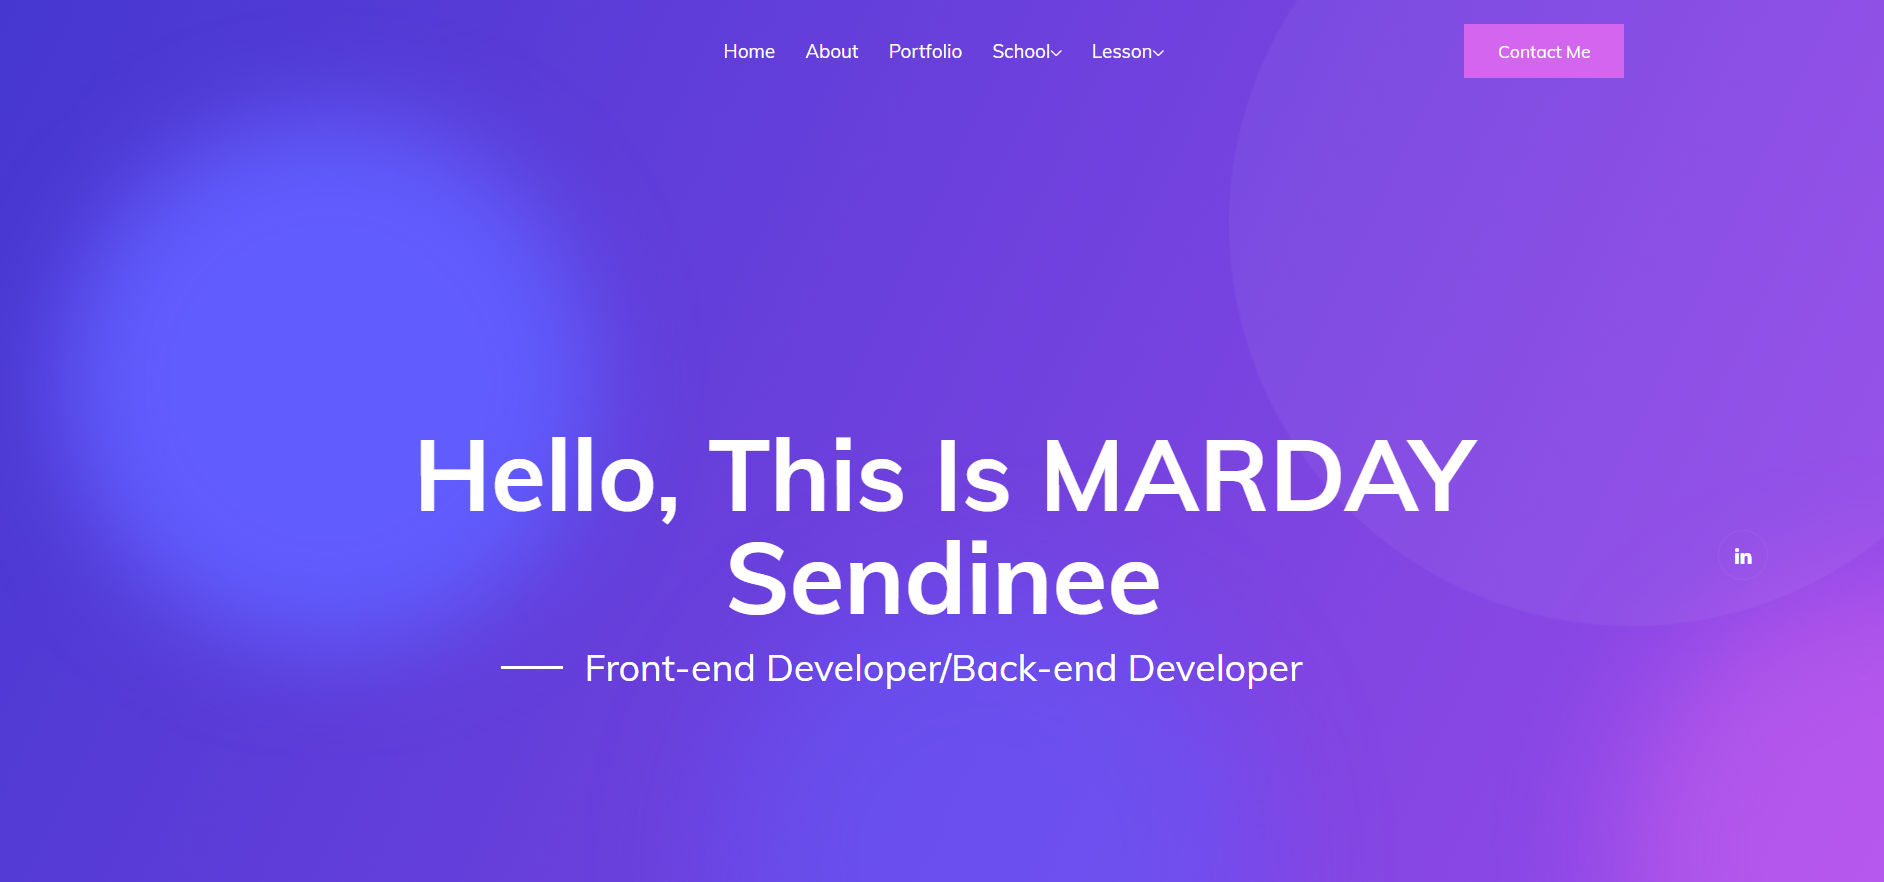 Home About Portfolio School Lesson Contact Me
Hello, This Is MARDAY
Sendinee
in
Front-end Developer/Back-end Developer